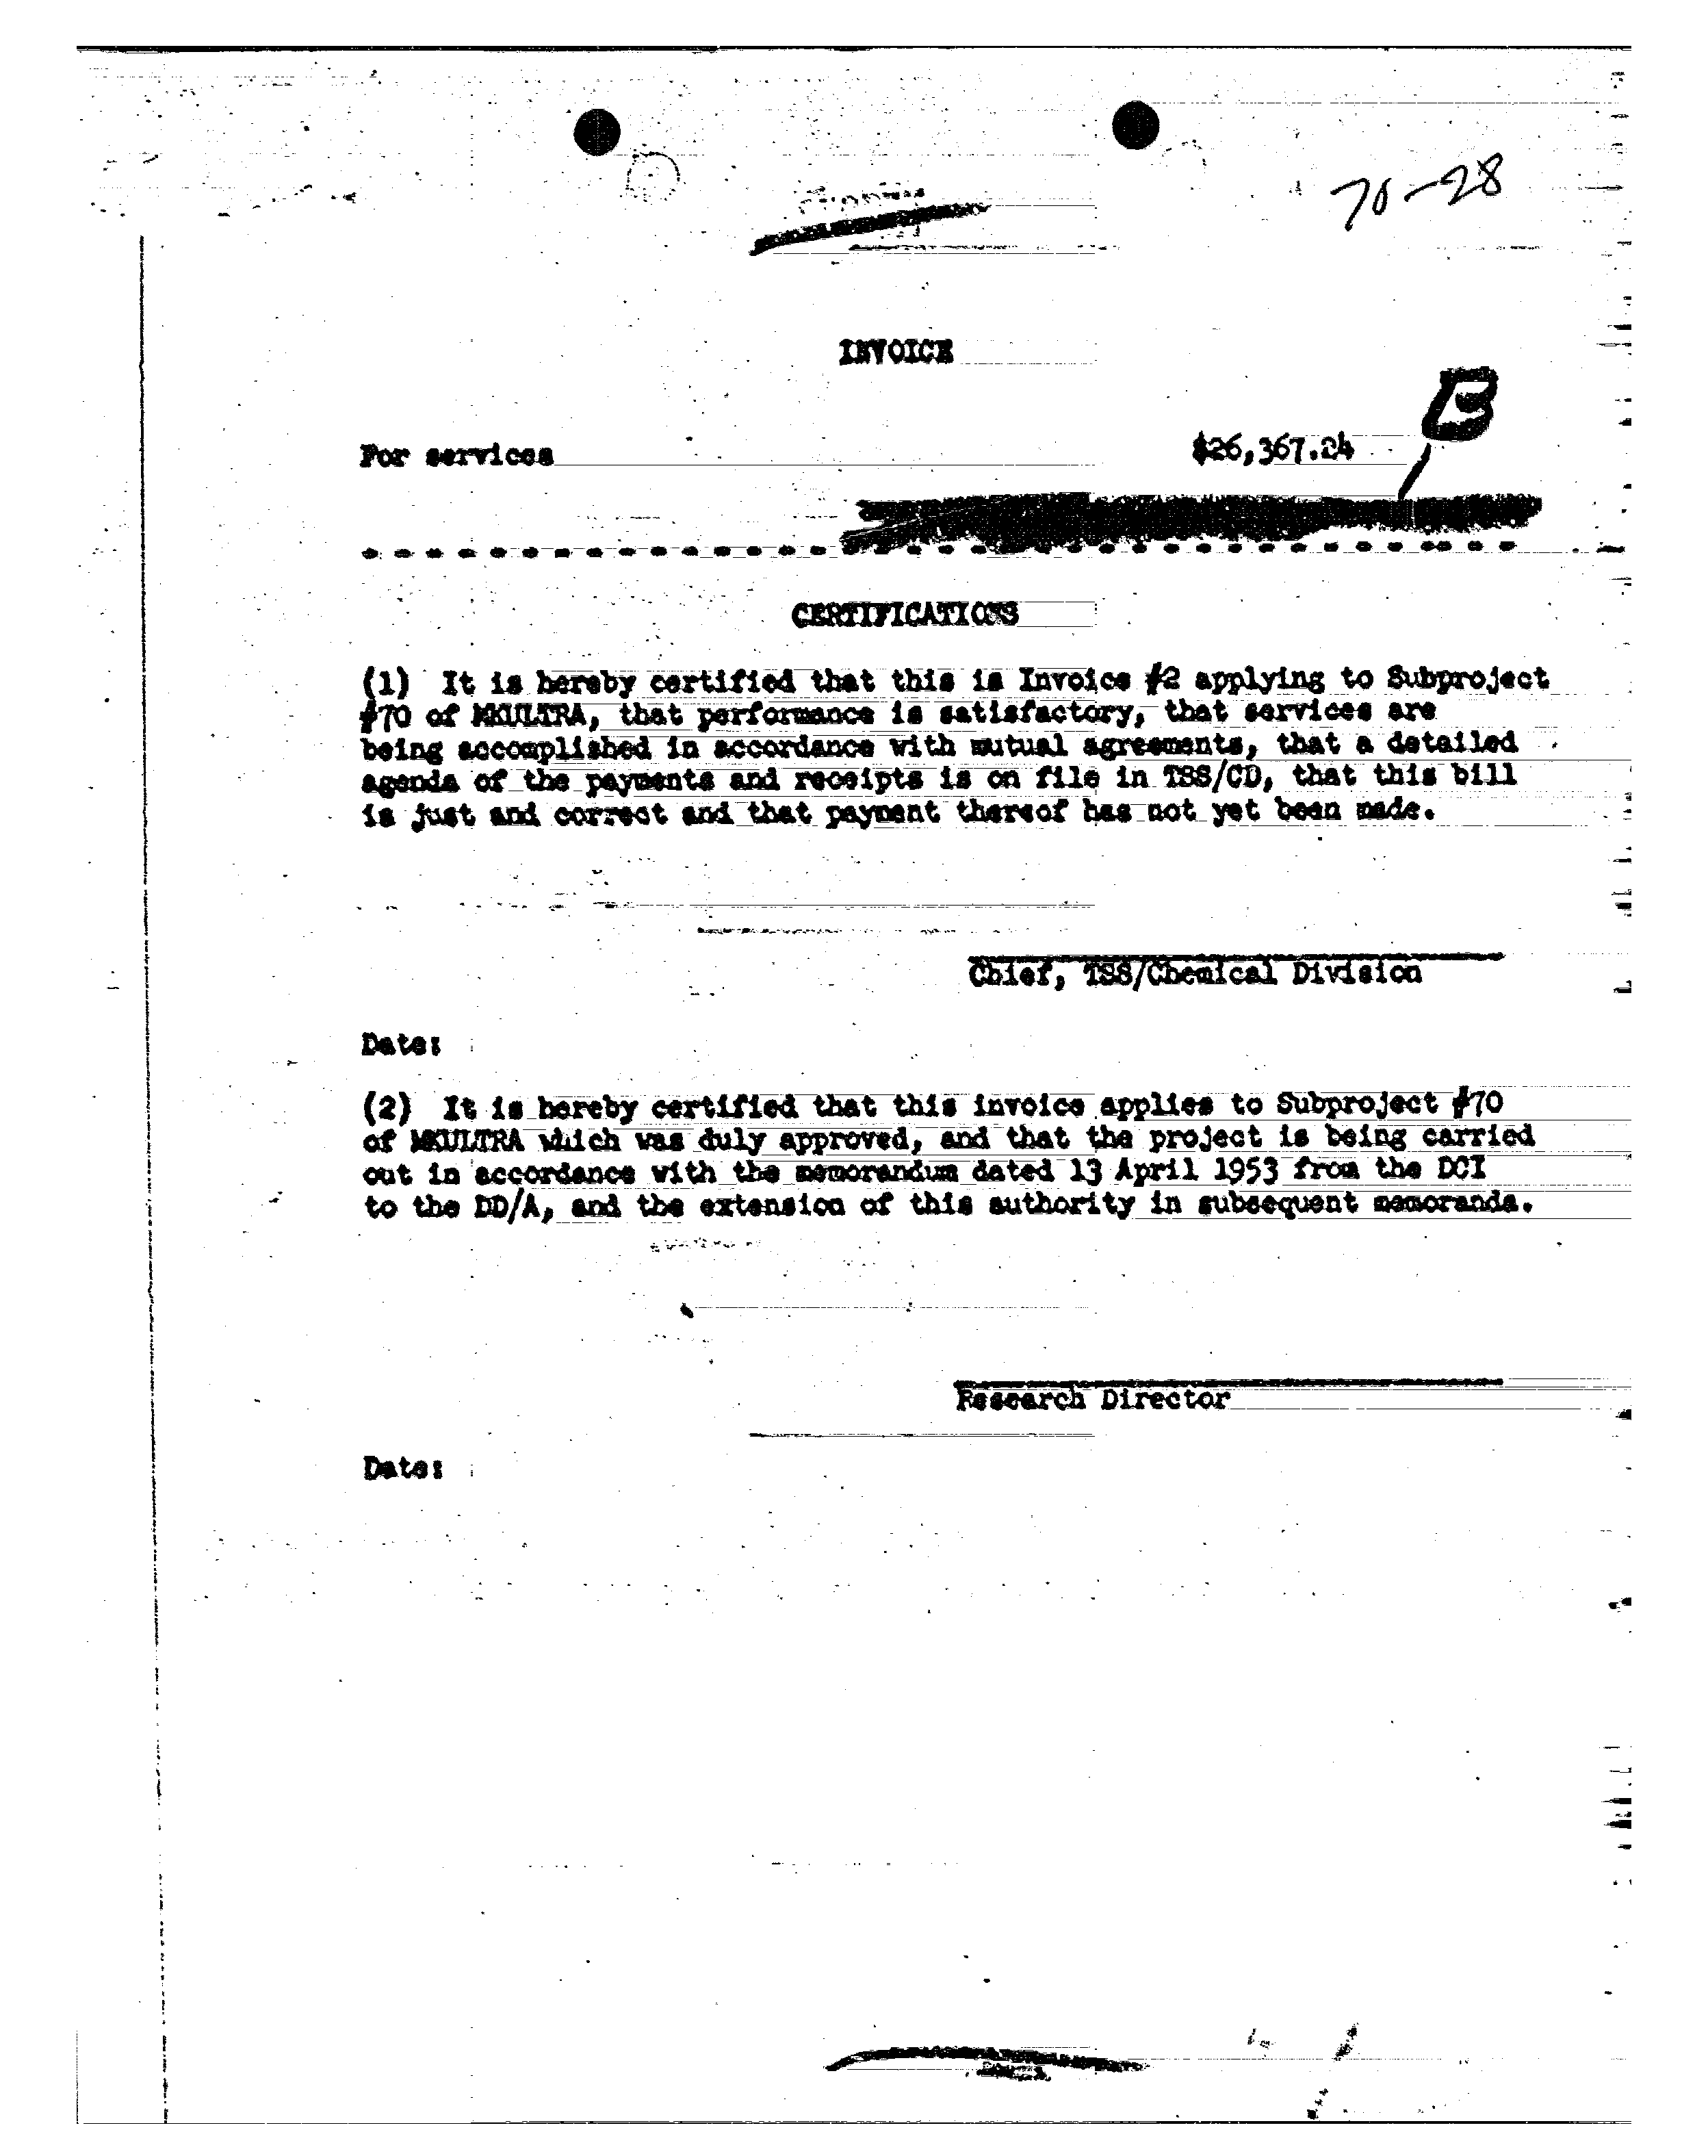 70-28
INVOICE
B
For services $26,367.24
CERTIFICATIONS
(1) It is hereby certified that this is Invoice #2 applying to Subproject
#70 of MKULTRA, that performance is satisfactory, that services are
being accomplished in accordance with mutual agreements, that a detailed
agenda of the payments and receipts is on file in TSS/CD, that this bill
is just and correct and that payment thereof has not yet been made.
Chief, TSS/Chemical Division
Date:
(2) It is hereby certified that this invoice applies to Subproject #70
of MKULTRA which was duly approved, and that the project is being carried
out in accordance with the memorandum dated 13 April 1953 from the DCI
to the DD/A, and the extension of this authority in subsequent memoranda.
Research Director
Date: